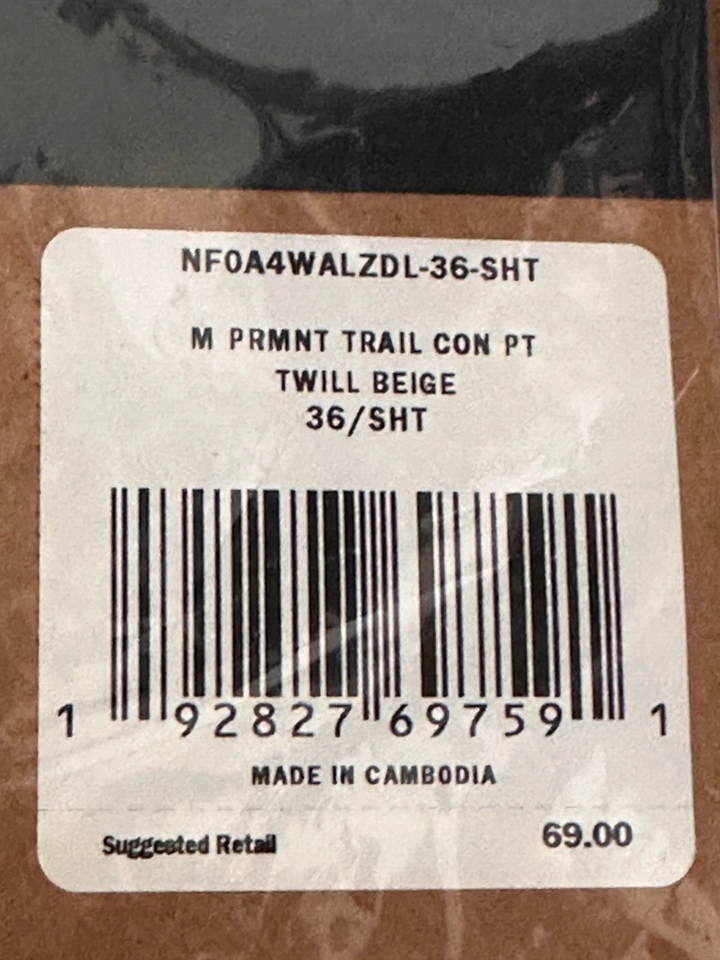 NF0A4WALZDL-36-SHT
M PRMNT TRAIL CON PT
TWILL BEIGE
36/SHT
1 92827 69759 1
MADE IN CAMBODIA
Suggested Retail 69.00